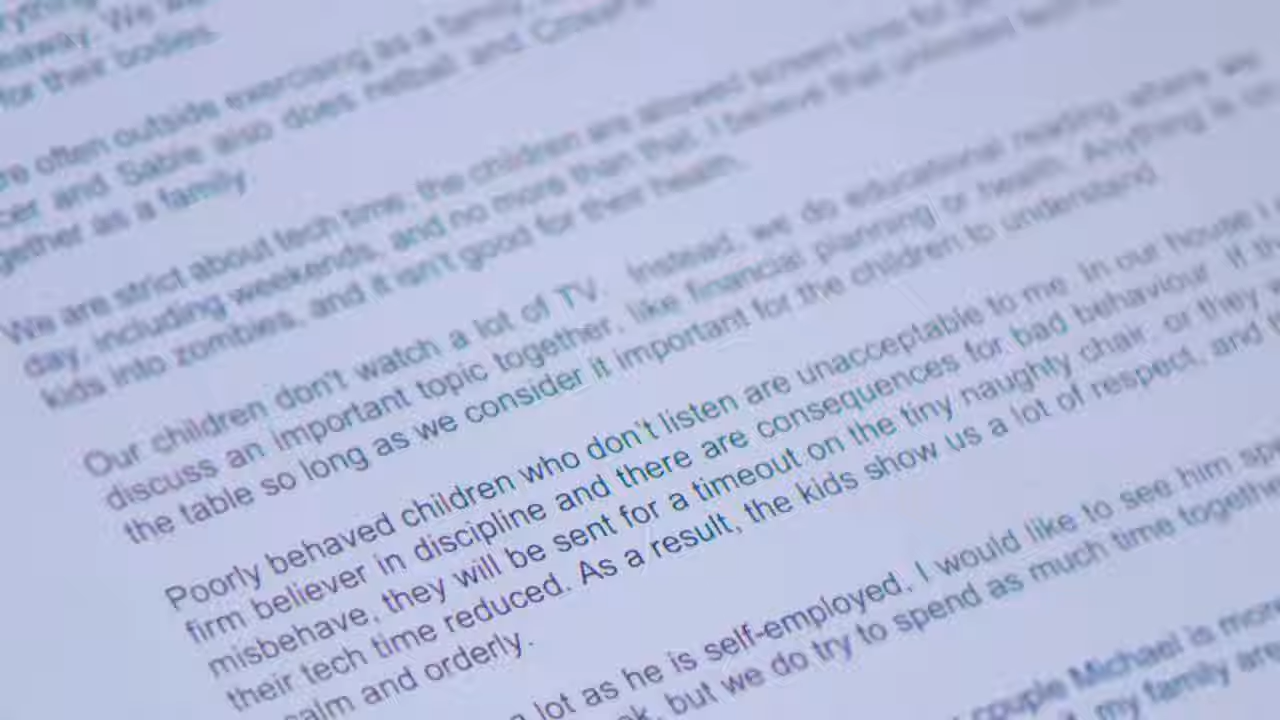 for their bodies.
re often outside exercising as a family,
cer and Sable also does netball and
gether as a family.
We are strict about tech time, the children are allowed screen time for
day, including weekends, and no more than that. I believe that unlimited tech
kids into zombies, and it isn't good for their health.
Our children don't watch a lot of TV. Instead, we do educational reading where we
discuss an important topic together, like financial planning or health. Anything is on
the table so long as we consider it important for the children to understand.
Poorly behaved children who don't listen are unacceptable to me. In our house I
firm believer in discipline and there are consequences for bad behaviour. If the
misbehave, they will be sent for a timeout on the tiny naughty chair, or they
their tech time reduced. As a result, the kids show us a lot of respect, and
calm and orderly.
lot as he is self-employed, I would like to see him
but we do try to spend as much time together
couple Michael is more
my family are